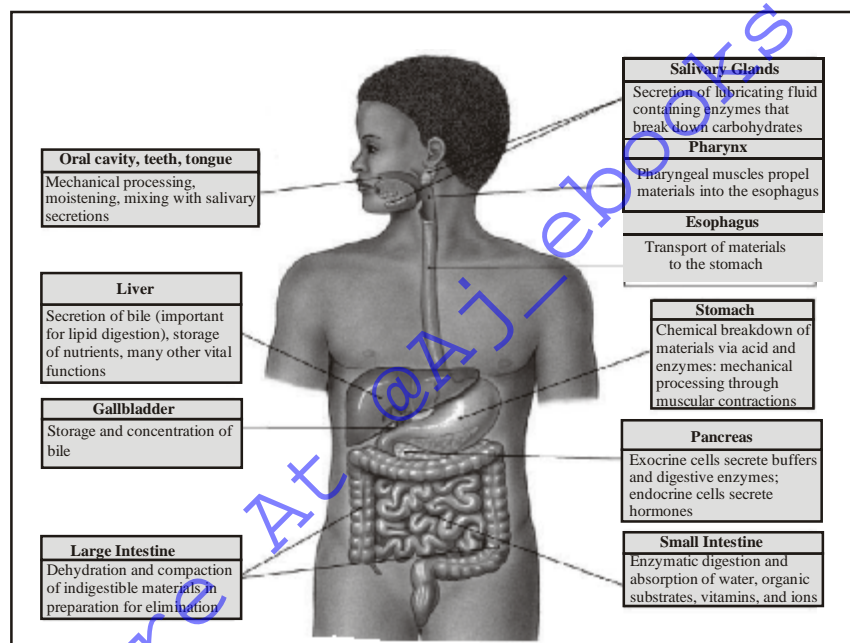 Salivary Glands
Secretion of lubricating fluid
containing enzymes that
break down carbohydrates
Pharynx
Pharyngeal muscles propel
materials into the esophagus
Esophagus
Transport of materials
to the stomach
Oral cavity, teeth, tongue
Mechanical processing,
moistening, mixing with salivary
secretions
Liver
Secretion of bile (important
for lipid digestion), storage
of nutrients, many other vital
functions
Stomach
Chemical breakdown of
materials via acid and
enzymes: mechanical
processing through
muscular contractions
Gallbladder
Storage and concentration of
bile
Pancreas
Exocrine cells secrete buffers
and digestive enzymes;
endocrine cells secrete
hormones
Large Intestine
Dehydration and compaction
of indigestible materials in
preparation for elimination
Small Intestine
Enzymatic digestion and
absorption of water, organic
substrates, vitamins, and ions
re At @Aj_ebooks